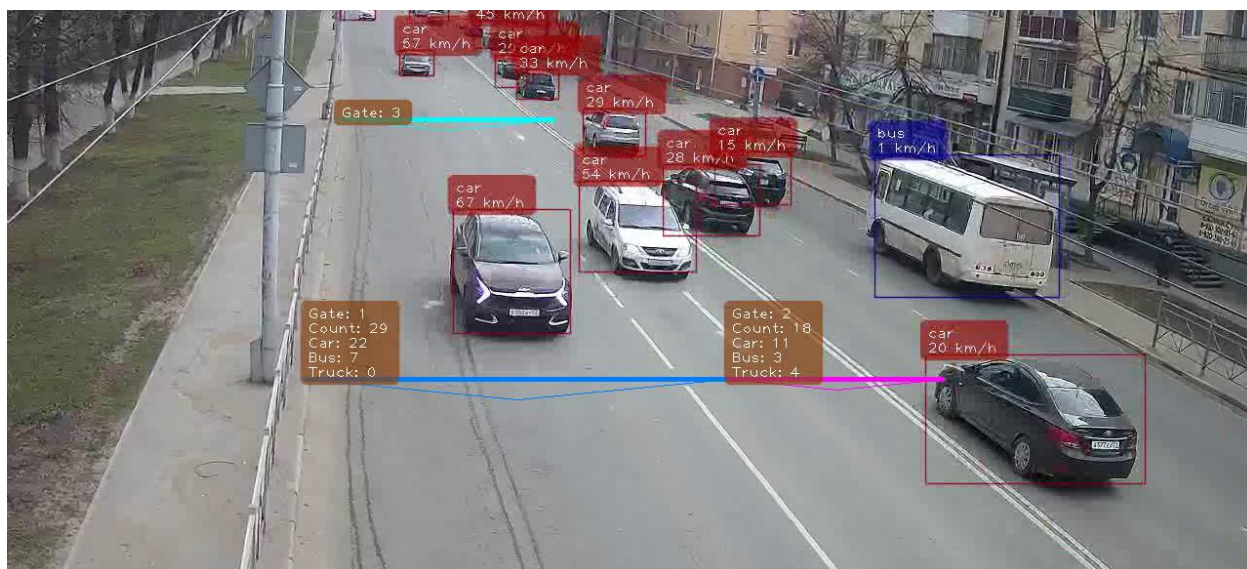 45 km/h
car
67 km/h
car
33 km/h
Gate: 3
car
29 km/h
car
15 km/h
car
28 km/h
bus
1 km/h
car
54 km/h
car
67 km/h
Gate: 1
Count: 29
Car: 22
Bus: 7
Truck: 0
Gate: 2
Count: 18
Car: 11
Bus: 3
Truck: 4
car
20 km/h